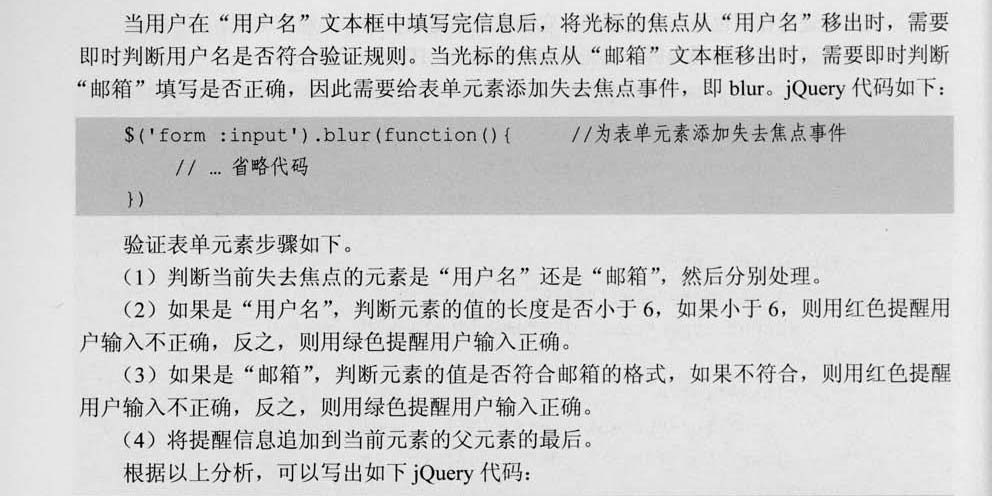 当用户在“用户名”文本框中填写完信息后，将光标的焦点从“用户名”移出时，需要
即时判断用户名是否符合验证规则。当光标的焦点从“邮箱”文本框移出时，需要即时判断
“邮箱”填写是否正确，因此需要给表单元素添加失去焦点事件，即 blur。jQuery 代码如下：
$('form :input').blur(function(){ //为表单元素添加失去焦点事件
// … 省略代码
})
验证表单元素步骤如下。
（1）判断当前失去焦点的元素是“用户名”还是“邮箱”，然后分别处理。
（2）如果是“用户名”，判断元素的值的长度是否小于 6，如果小于 6，则用红色提醒用
户输入不正确，反之，则用绿色提醒用户输入正确。
（3）如果是“邮箱”，判断元素的值是否符合邮箱的格式，如果不符合，则用红色提醒
用户输入不正确，反之，则用绿色提醒用户输入正确。
（4）将提醒信息追加到当前元素的父元素的最后。
根据以上分析，可以写出如下 jQuery 代码：